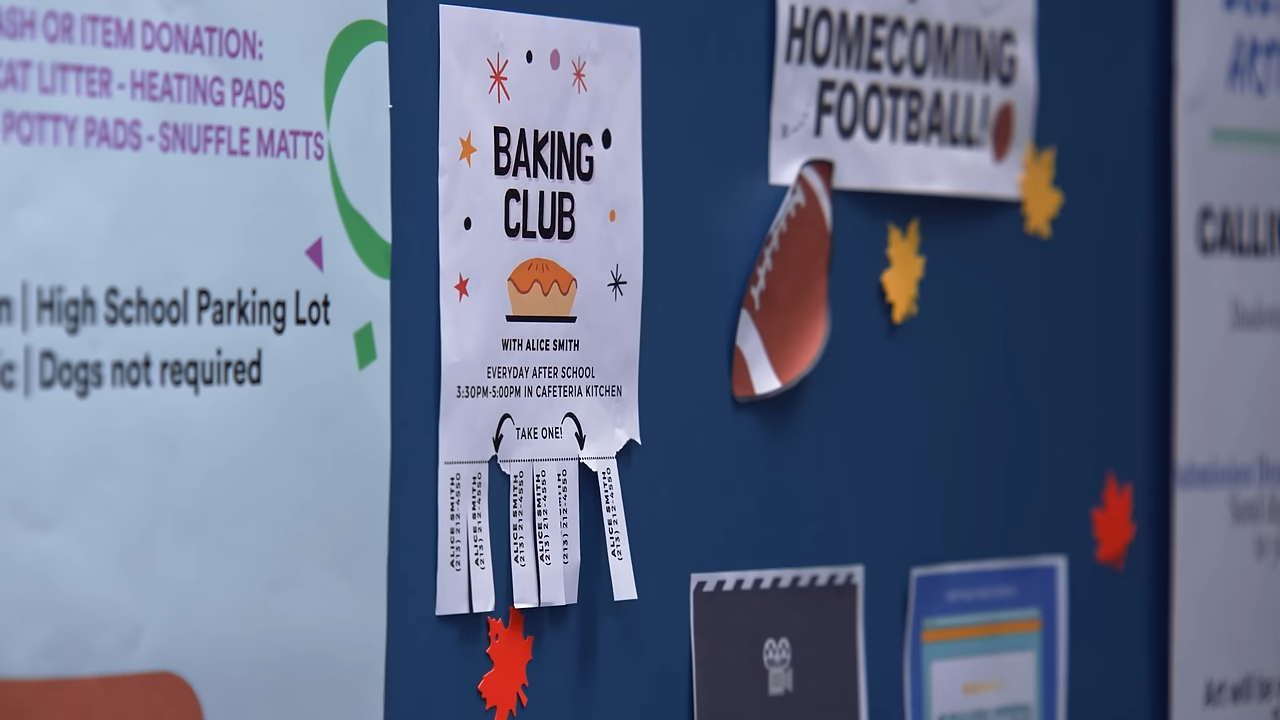 ASH OR ITEM DONATION:
CAT LITTER - HEATING PADS
POTTY PADS - SNUFFLE MATTS
| High School Parking Lot
| Dogs not required
BAKING
CLUB
WITH ALICE SMITH
EVERYDAY AFTER SCHOOL
3:30PM-5:00PM IN CAFETERIA KITCHEN
TAKE ONE!
ALICE SMITH
(213) 212-4550
ALICE SMITH
(213) 212-4550
ALICE SMITH
(213) 212-4550
ALICE SMITH
(213) 212-4550
(213) 212-4550
ALICE SMITH
(213) 212-4550
HOMECOMING
FOOTBALL!
CALLI